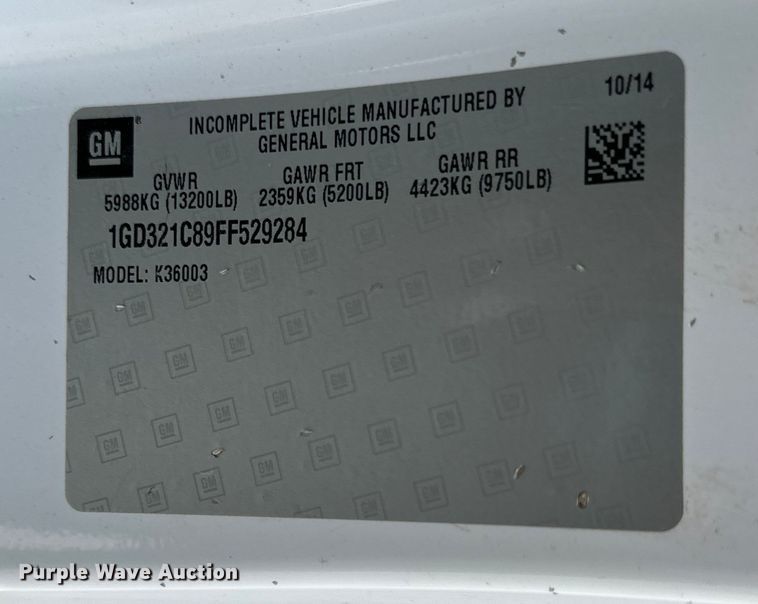 10/14
GM
INCOMPLETE VEHICLE MANUFACTURED BY
GENERAL MOTORS LLC
GVWR GAWR FRT GAWR RR
5988KG (13200LB) 2359KG (5200LB) 4423KG (9750LB)
1GD321C89FF529284
MODEL: K36003
Purple Wave Auction